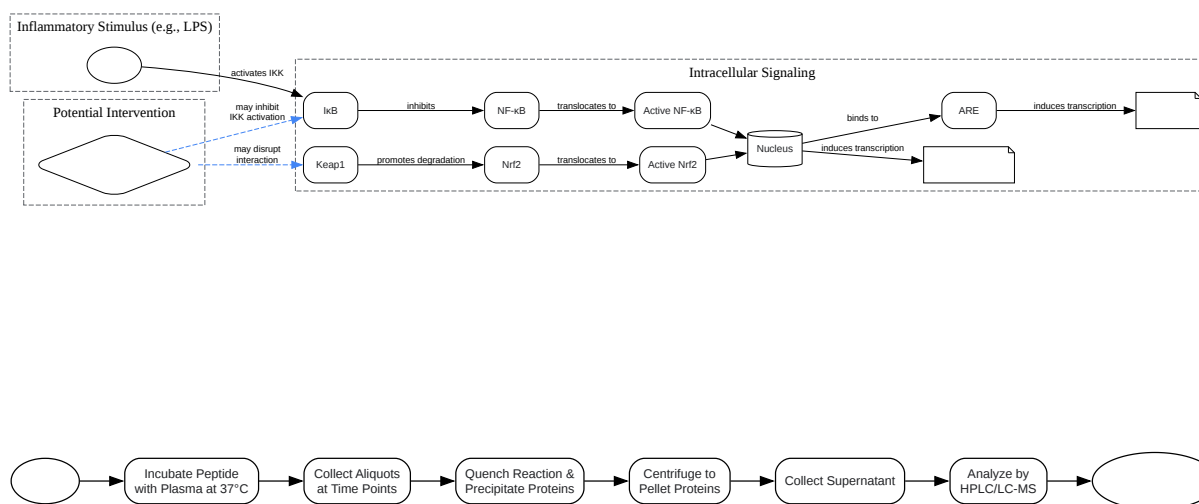 Inflammatory Stimulus (e.g., LPS)
activates IKK
Potential Intervention
may inhibit
IKK activation
may disrupt
interaction
Intracellular Signaling
IκB
inhibits
NF-κB
translocates to
Active NF-κB
Keap1
promotes degradation
Nrf2
translocates to
Active Nrf2
Nucleus
binds to
ARE
induces transcription
induces transcription
Incubate Peptide
with Plasma at 37°C
Collect Aliquots
at Time Points
Quench Reaction &
Precipitate Proteins
Centrifuge to
Pellet Proteins
Collect Supernatant
Analyze by
HPLC/LC-MS